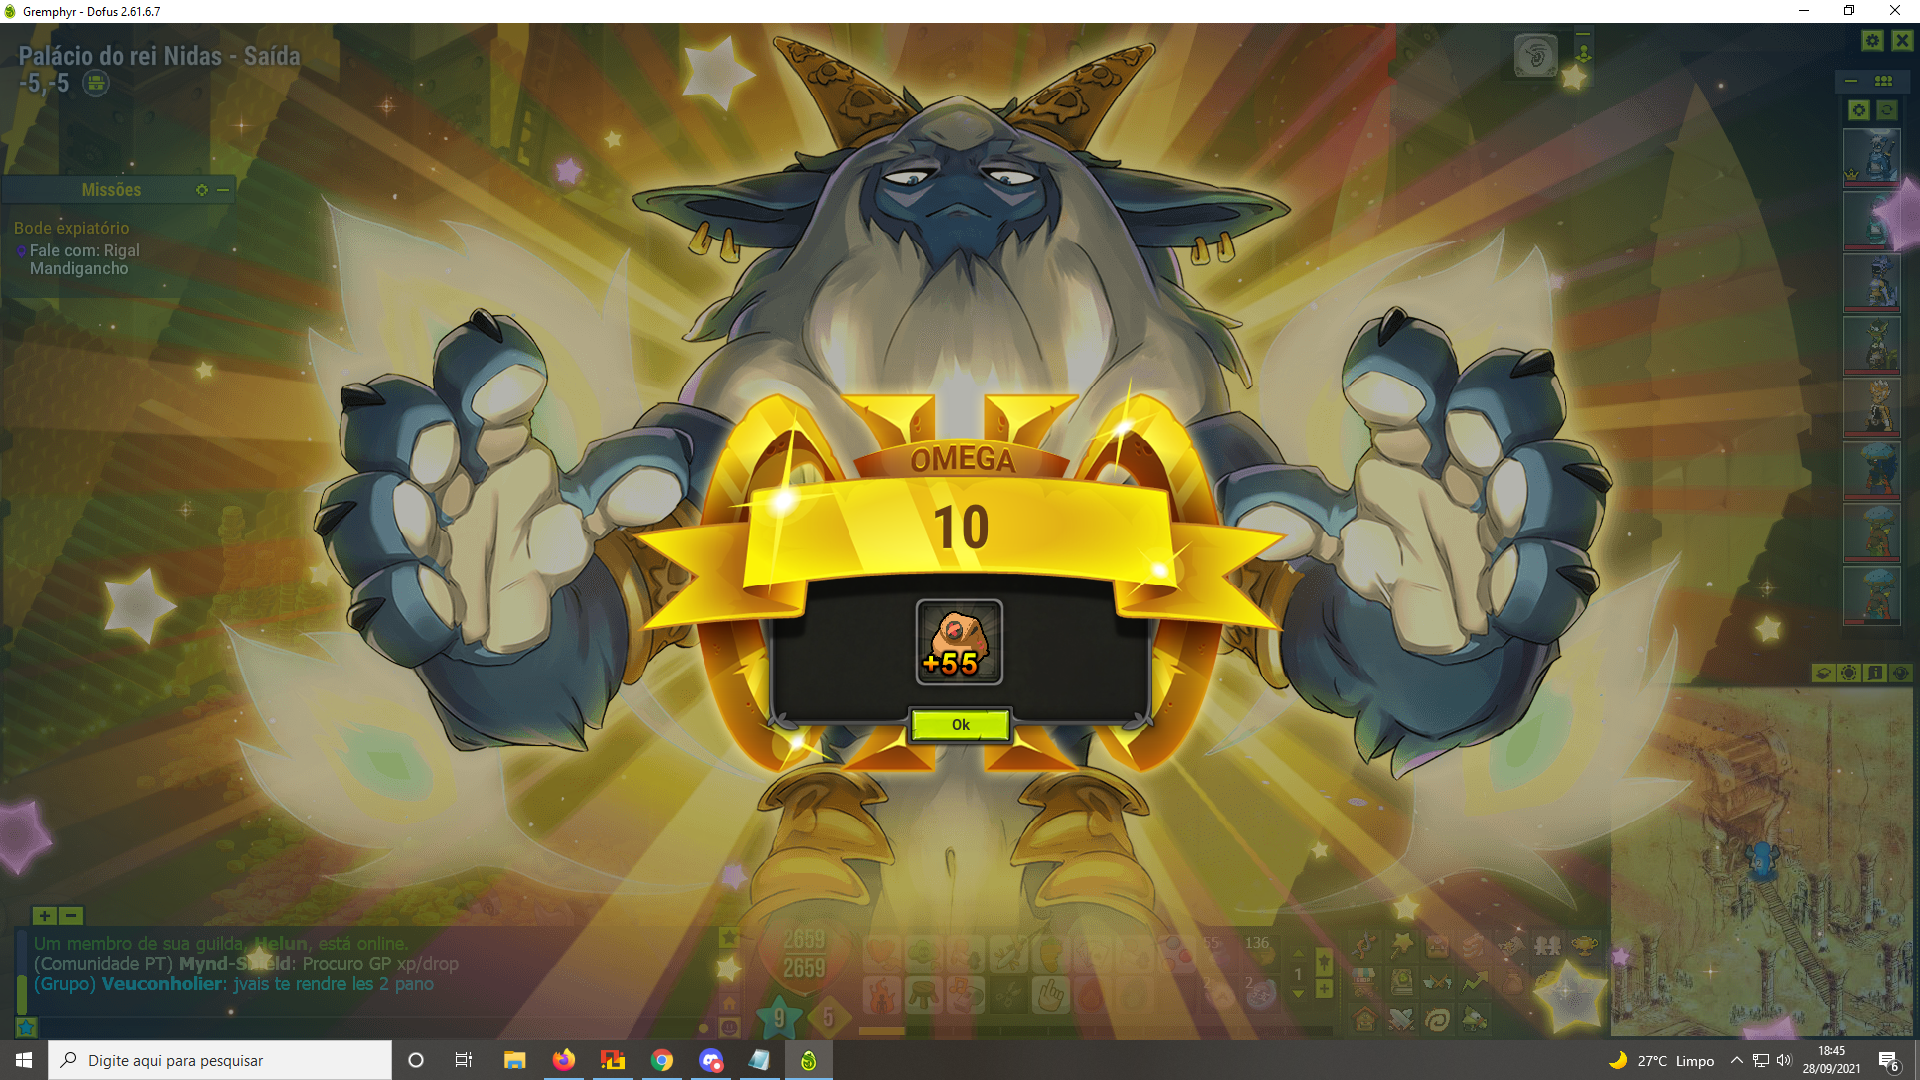 Gremphyr - Dofus 2.61.6.7
Palácio do rei Nidas - Saída
-5,-5
Missões
Bode expiatório
Fale com: Rigal
Mandigancho
OMEGA
10
+55
Ok
Um membro de sua guilda, Helun, está online.
(Comunidade PT) Mynd-Shield: Procuro GP xp/drop
(Grupo) Veuconholier: jvais te rendre les 2 pano
2659
2659
9
5
55
136
1
2
2
Digite aqui para pesquisar
27°C Limpo
18:45
28/09/2021
6